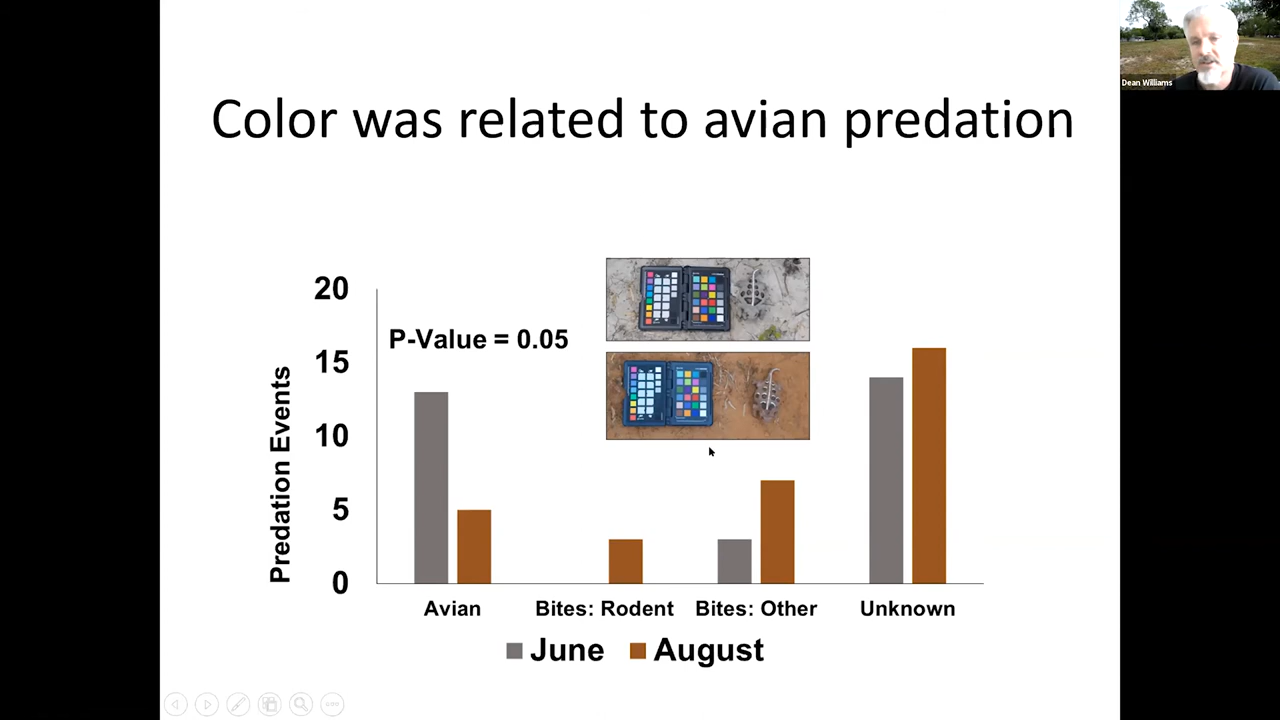 Dean Williams
Color was related to avian predation
20
15
10
5
0
Predation Events
P-Value = 0.05
Avian
Bites: Rodent
Bites: Other
Unknown
June
August